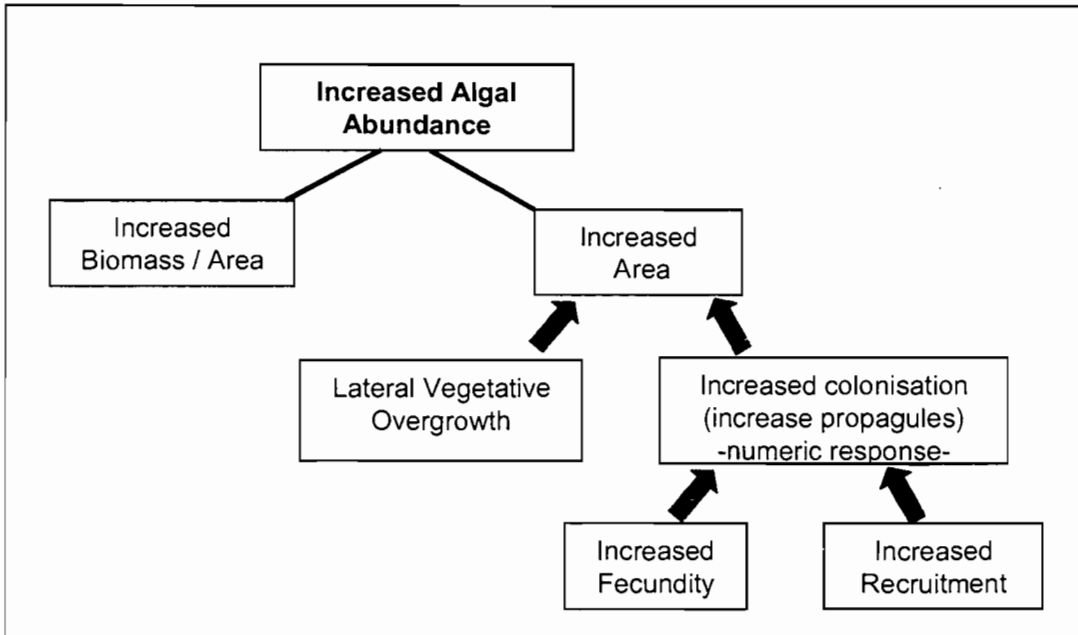 Increased Algal
Abundance
Increased
Biomass / Area
Increased
Area
Lateral Vegetative
Overgrowth
Increased colonisation
(increase propagules)
-numeric response-
Increased
Fecundity
Increased
Recruitment